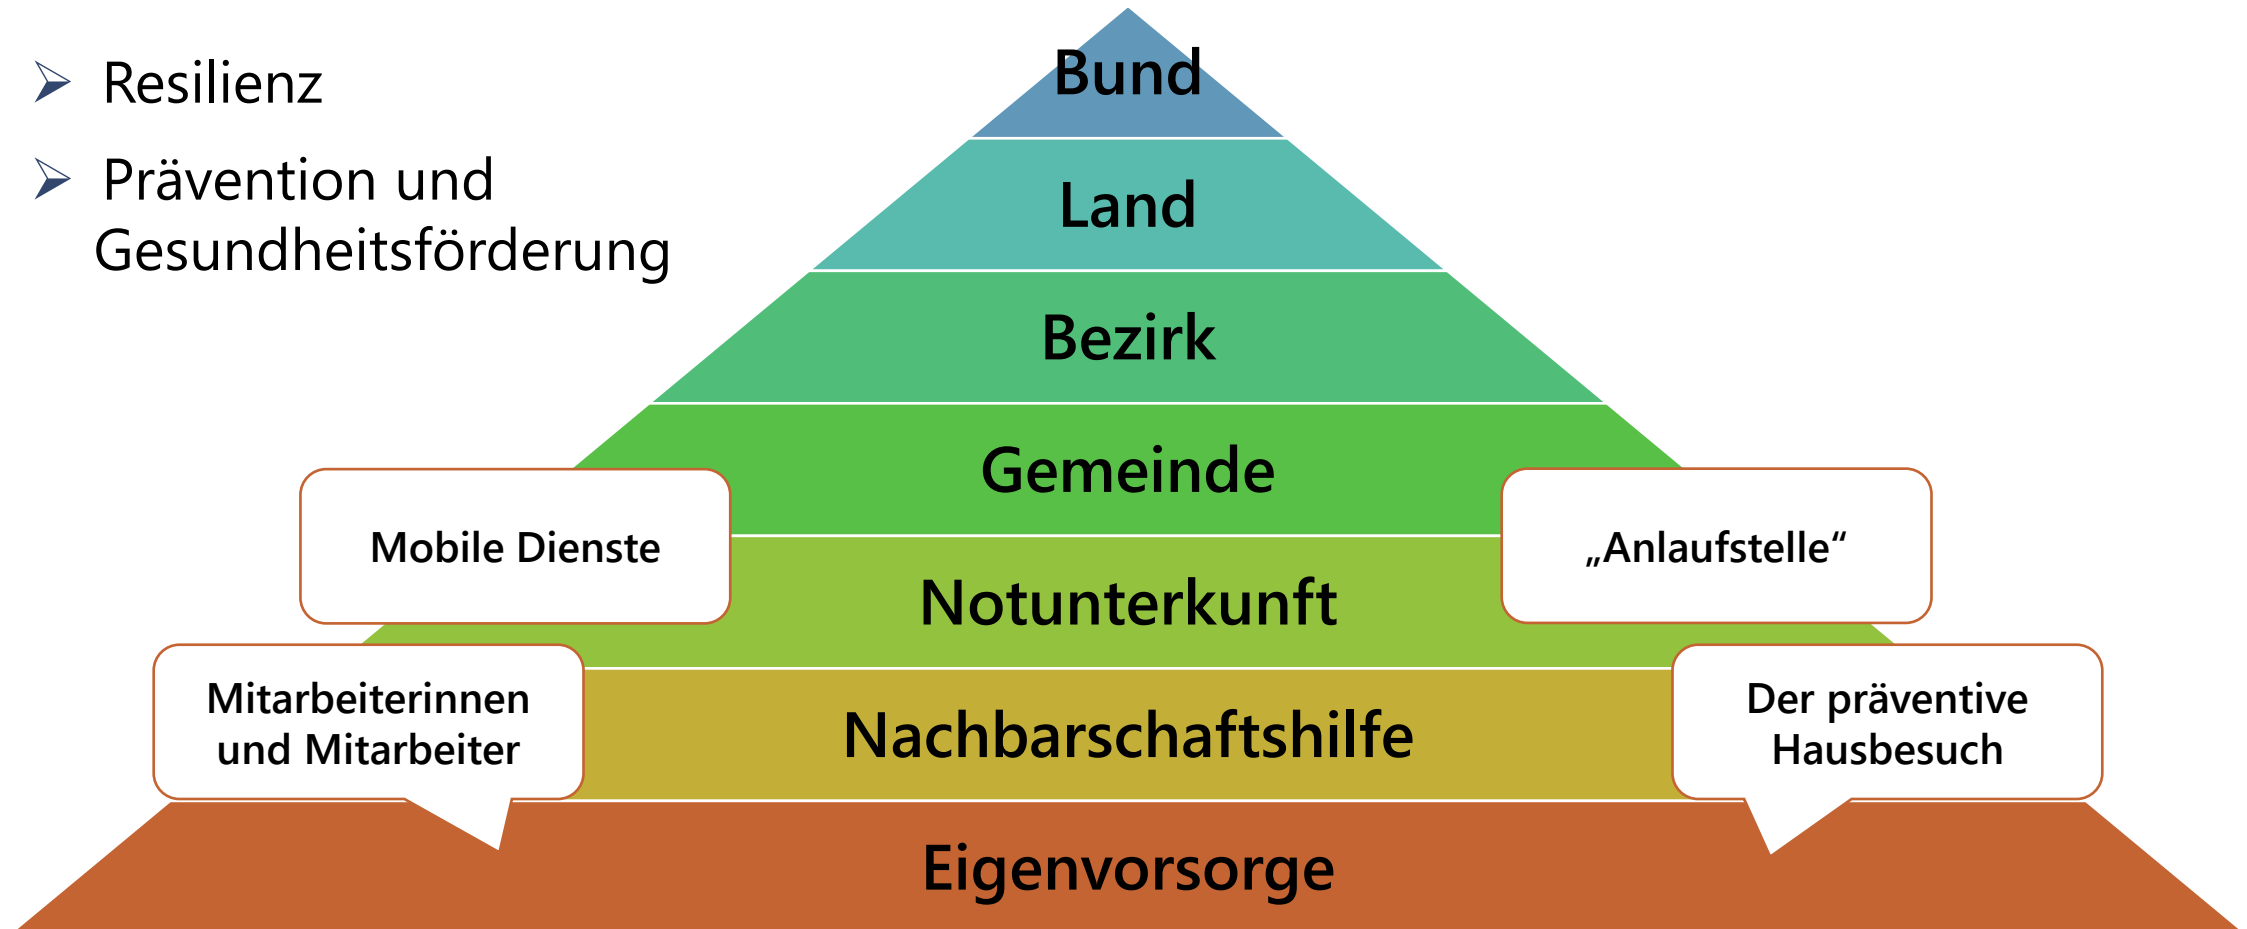 Resilienz
Prävention und
Gesundheitsförderung
Bund
Land
Bezirk
Gemeinde
Mobile Dienste
„Anlaufstelle“
Notunterkunft
Mitarbeiterinnen
und Mitarbeiter
Nachbarschaftshilfe
Der präventive
Hausbesuch
Eigenvorsorge